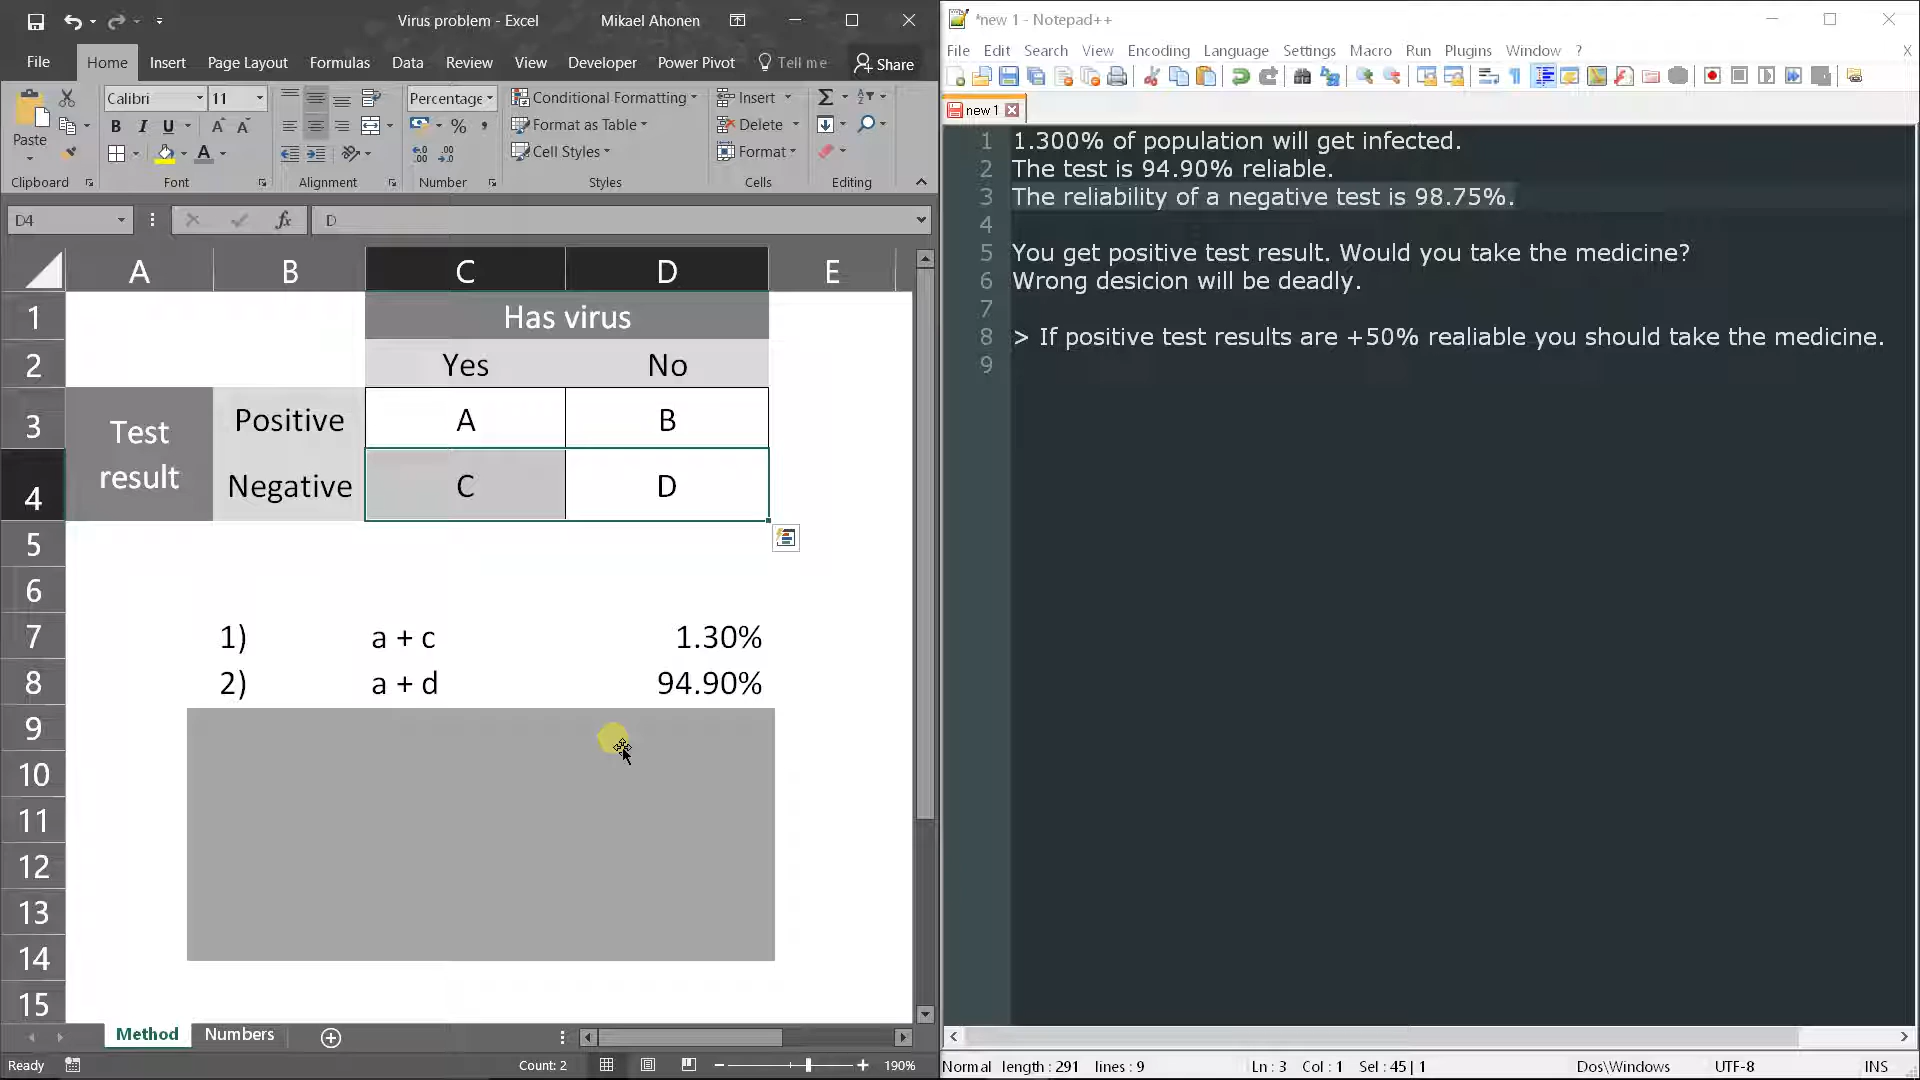 Virus problem - Excel
Mikael Ahonen
File
Home
Insert
Page Layout
Formulas
Data
Review
View
Developer
Power Pivot
Tell me
Share
Paste
Calibri
11
B I U
A A
A
Percentage
%
Conditional Formatting
Format as Table
Cell Styles
Insert
Delete
Format
Clipboard
Font
Alignment
Number
Styles
Cells
Editing
D4
fx
D
A B C D E
1 Has virus
2 Yes No
3 Positive A B
Test result
4 Negative C D
5
6
7 1) a + c 1.30%
8 2) a + d 94.90%
9
10
11
12
13
14
15
Method
Numbers
Ready
Count: 2
190%
*new 1 - Notepad++
File Edit Search View Encoding Language Settings Macro Run Plugins Window ?
X
new 1
1 1.300% of population will get infected.
2 The test is 94.90% reliable.
3 The reliability of a negative test is 98.75%.
4
5 You get positive test result. Would you take the medicine?
6 Wrong desicion will be deadly.
7
8 > If positive test results are +50% realiable you should take the medicine.
9
Normal length : 291 lines : 9
Ln : 3 Col : 1 Sel : 45 | 1
Dos\Windows
UTF-8
INS